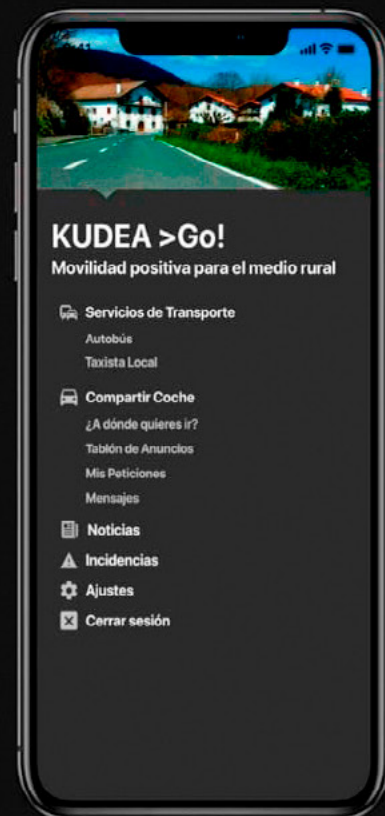 KUDEA >Go!
Movilidad positiva para el medio rural
Servicios de Transporte
Autobús
Taxista Local
Compartir Coche
¿A dónde quieres ir?
Tablón de Anuncios
Mis Peticiones
Mensajes
Noticias
Incidencias
Ajustes
Cerrar sesión